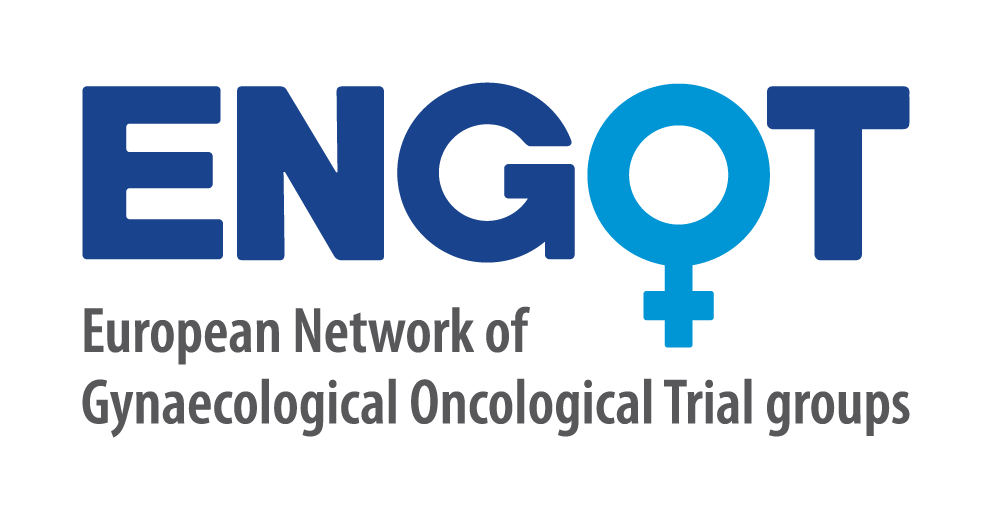 ENGOT
European Network of
Gynaecological Oncological Trial groups